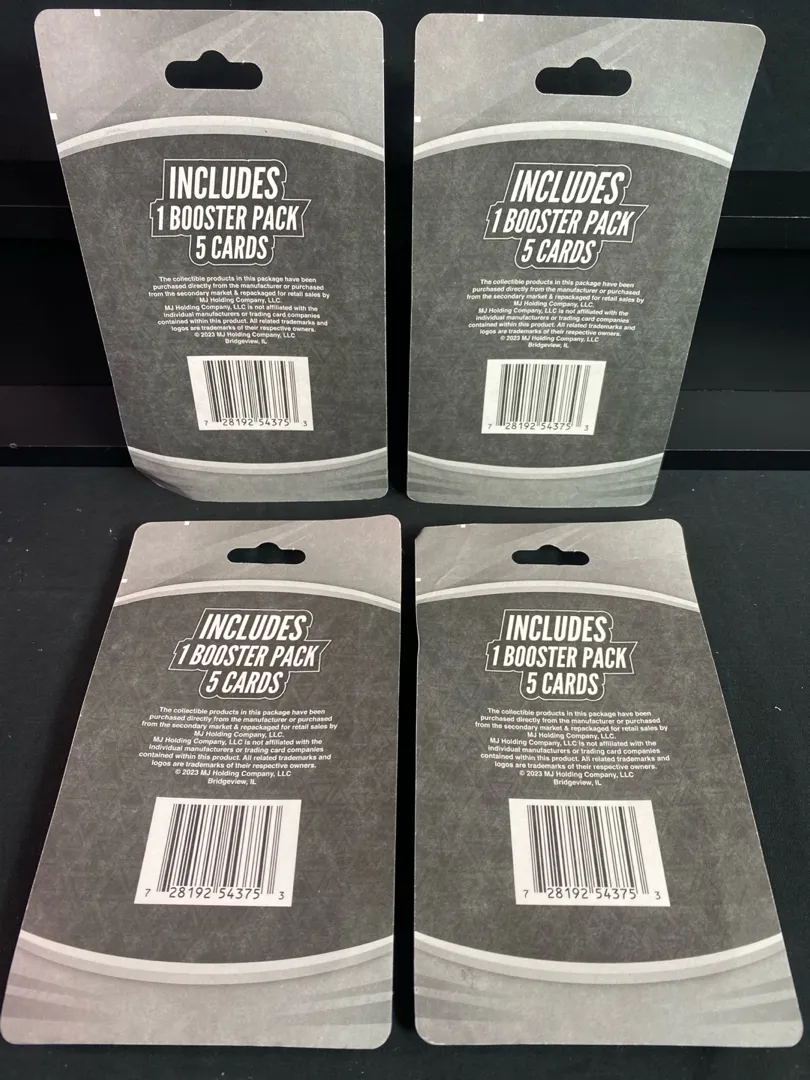 INCLUDES
1 BOOSTER PACK
5 CARDS
The collectible products in this package have been
purchased directly from the manufacturer or purchased
from the secondary market & repackaged for retail sales by
MJ Holding Company, LLC.
MJ Holding Company, LLC is not affiliated with the
individual manufacturers or trading card companies
contained within this product. All related trademarks and
logos are trademarks of their respective owners.
© 2023 MJ Holding Company, LLC
Bridgeview, IL
7 28192 54375 3
INCLUDES
1 BOOSTER PACK
5 CARDS
The collectible products in this package have been
purchased directly from the manufacturer or purchased
from the secondary market & repackaged for retail sales by
MJ Holding Company, LLC.
MJ Holding Company, LLC is not affiliated with the
individual manufacturers or trading card companies
contained within this product. All related trademarks and
logos are trademarks of their respective owners.
© 2023 MJ Holding Company, LLC
Bridgeview, IL
7 28192 54375 3
INCLUDES
1 BOOSTER PACK
5 CARDS
The collectible products in this package have been
purchased directly from the manufacturer or purchased
from the secondary market & repackaged for retail sales by
MJ Holding Company, LLC.
MJ Holding Company, LLC is not affiliated with the
individual manufacturers or trading card companies
contained within this product. All related trademarks and
logos are trademarks of their respective owners.
© 2023 MJ Holding Company, LLC
Bridgeview, IL
7 28192 54375 3
INCLUDES
1 BOOSTER PACK
5 CARDS
The collectible products in this package have been
purchased directly from the manufacturer or purchased
from the secondary market & repackaged for retail sales by
MJ Holding Company, LLC.
MJ Holding Company, LLC is not affiliated with the
individual manufacturers or trading card companies
contained within this product. All related trademarks and
logos are trademarks of their respective owners.
© 2023 MJ Holding Company, LLC
Bridgeview, IL
7 28192 54375 3